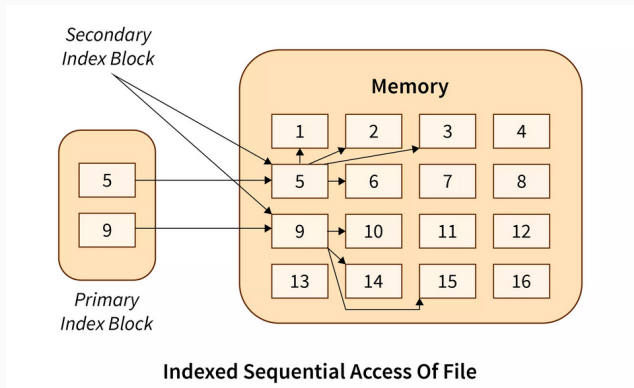 Secondary
Index Block
Memory
1 2 3 4
5 5 6 7 8
9 9 10 11 12
13 14 15 16
Primary
Index Block
Indexed Sequential Access Of File